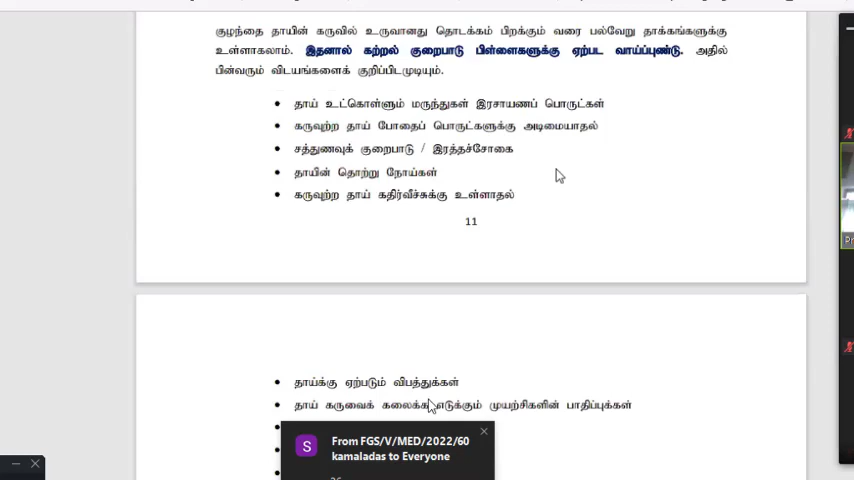 குழந்தை தாயின் கருவில் உருவானது தொடக்கம் பிறக்கும் வரை பல்வேறு தாக்கங்களுக்கு
உள்ளாகலாம். இதனால் கற்றல் குறைபாடு பிள்ளைகளுக்கு ஏற்பட வாய்ப்புண்டு. அதில்
பின்வரும் விடயங்களைக் குறிப்பிடமுடியும்.
• தாய் உட்கொள்ளும் மருந்துகள் இரசாயணப் பொருட்கள்
• கருவுற்ற தாய் போதைப் பொருட்களுக்கு அடிமையாதல்
• சத்துணவுக் குறைபாடு / இரத்தச்சோகை
• தாயின் தொற்று நோய்கள்
• கருவுற்ற தாய் கதிர்வீச்சுக்கு உள்ளாதல்
11
• தாய்க்கு ஏற்படும் விபத்துக்கள்
• தாய் கருவைக் கலைக்க எடுக்கும் முயற்சிகளின் பாதிப்புக்கள்
S
From FGS/V/MED/2022/60
kamaladas to Everyone